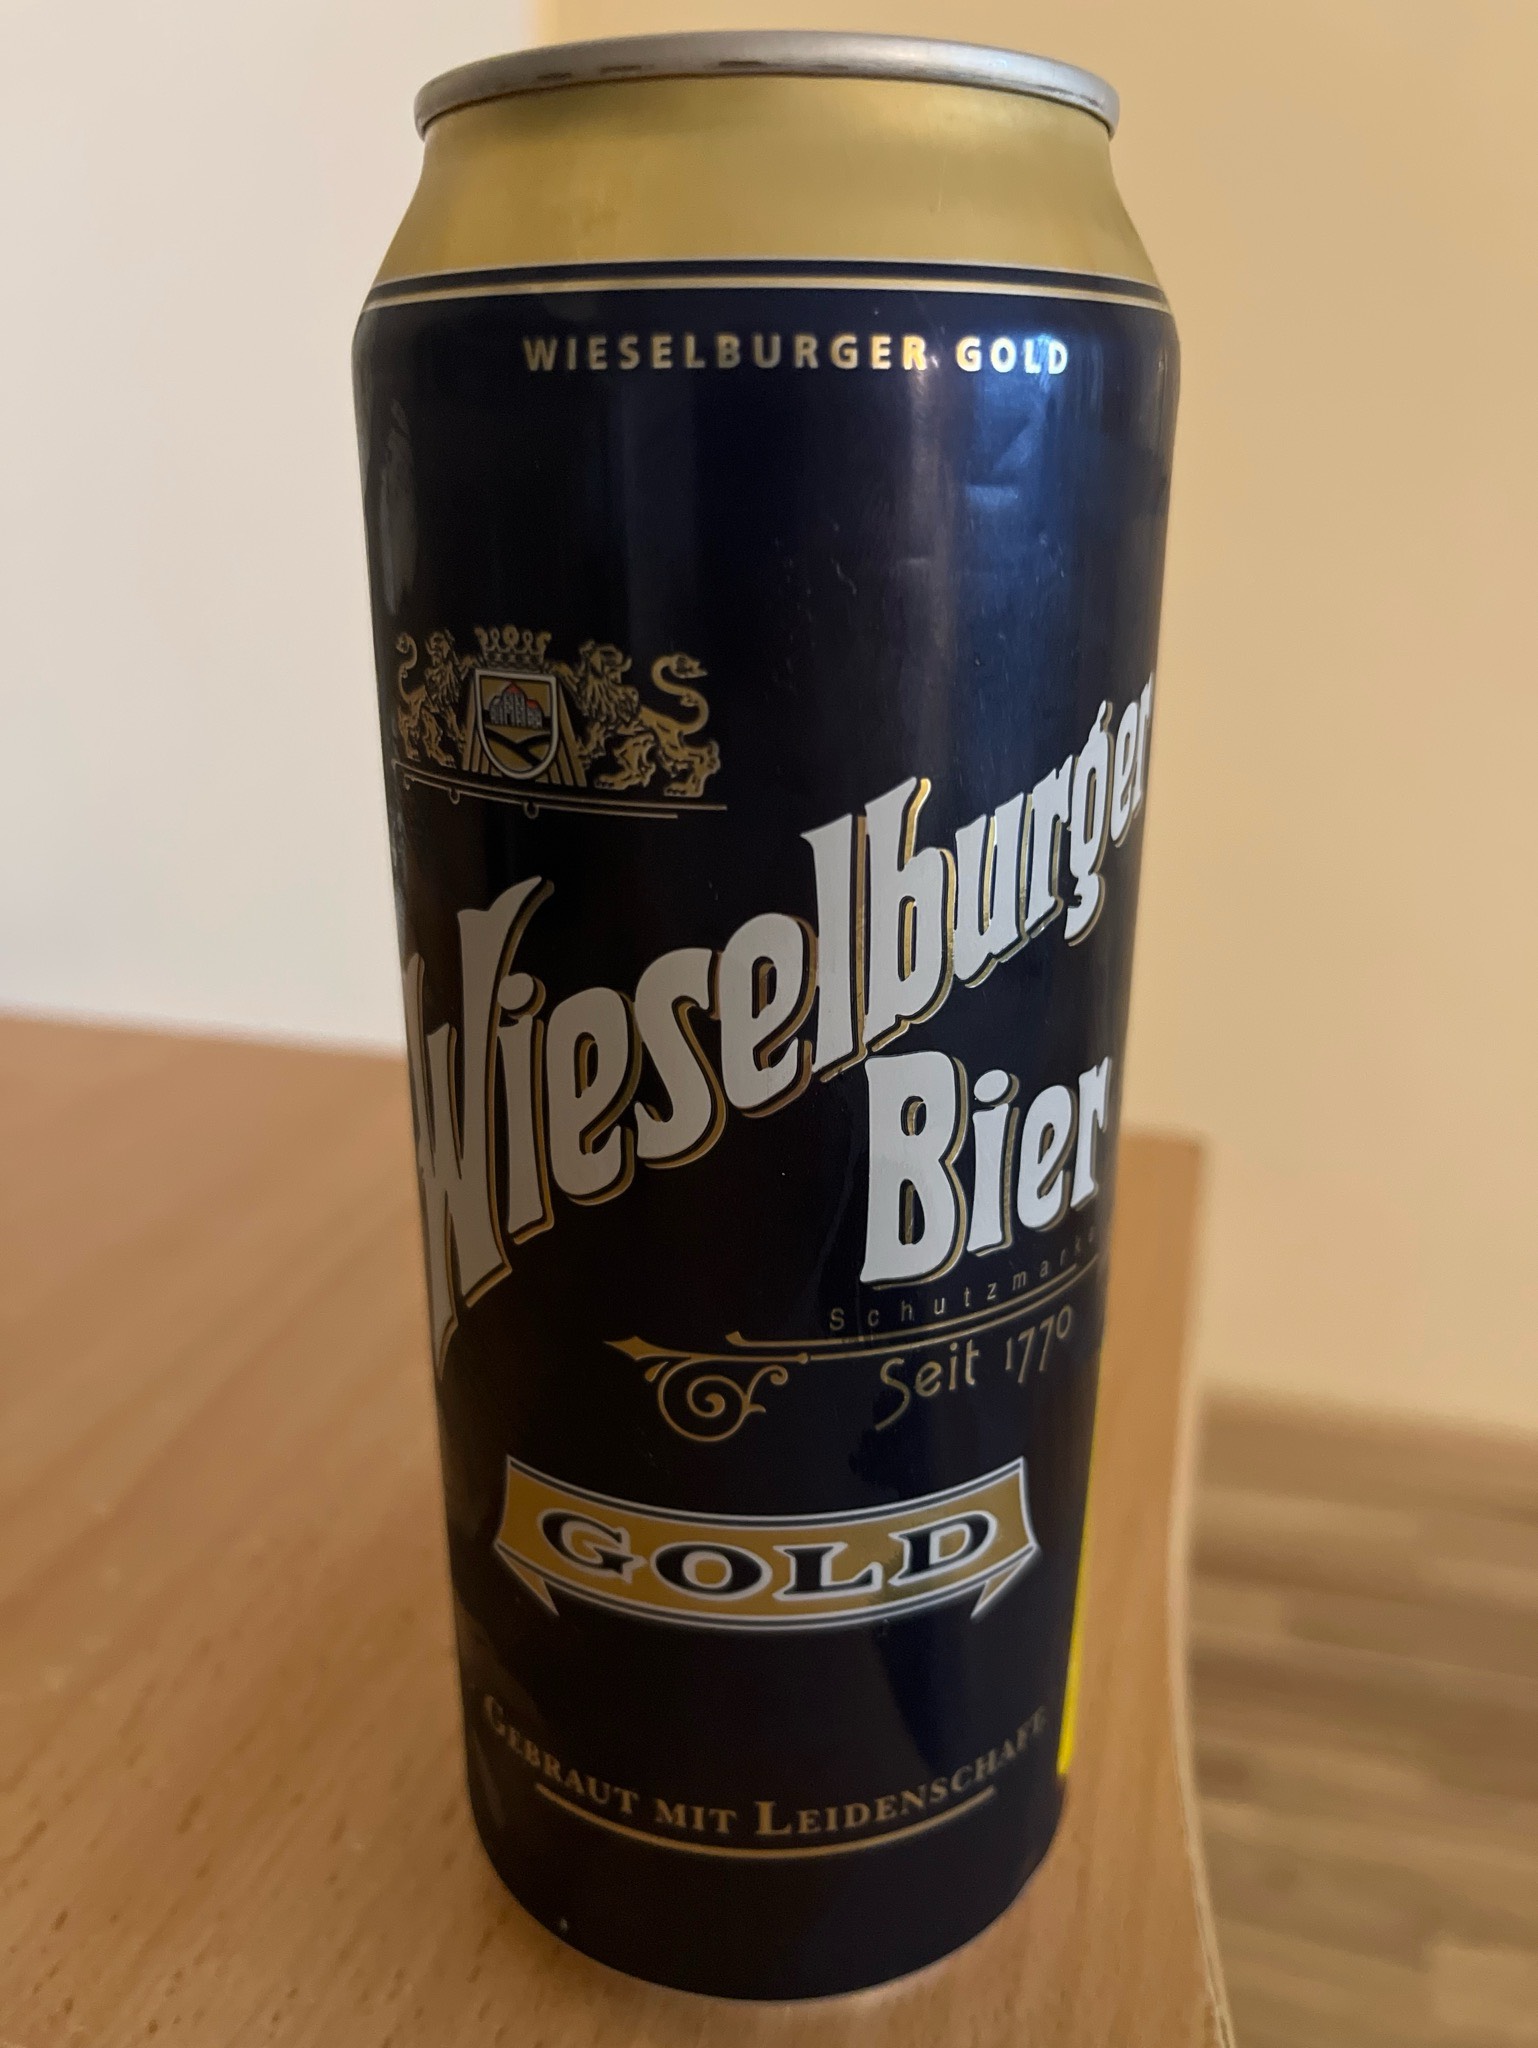 WIESELBURGER GOLD
Wieselburger
Bier
Schutzmarke
Seit 1770
GOLD
GEBRAUT MIT LEIDENSCHAFT